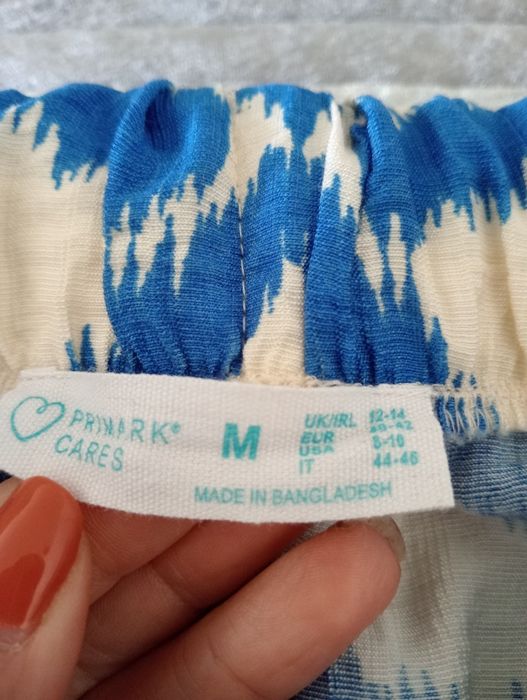 PRIMARK®
CARES
M
UK/IRL 12-14
EUR 40-42
USA 8-10
IT 44-46
MADE IN BANGLADESH